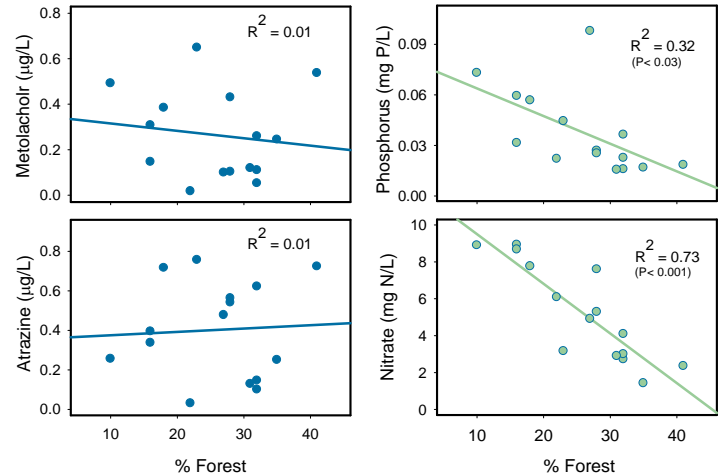 0.8
0.6
0.4
0.2
0.0
Metolacholr (µg/L)
R2 = 0.01
0.09
0.06
0.03
0.00
Phosphorus (mg P/L)
R2 = 0.32
(P< 0.03)
0.8
0.6
0.4
0.2
0.0
Atrazine (µg/L)
R2 = 0.01
10 20 30 40
% Forest
10
8
6
4
2
0
Nitrate (mg N/L)
R2 = 0.73
(P< 0.001)
10 20 30 40
% Forest